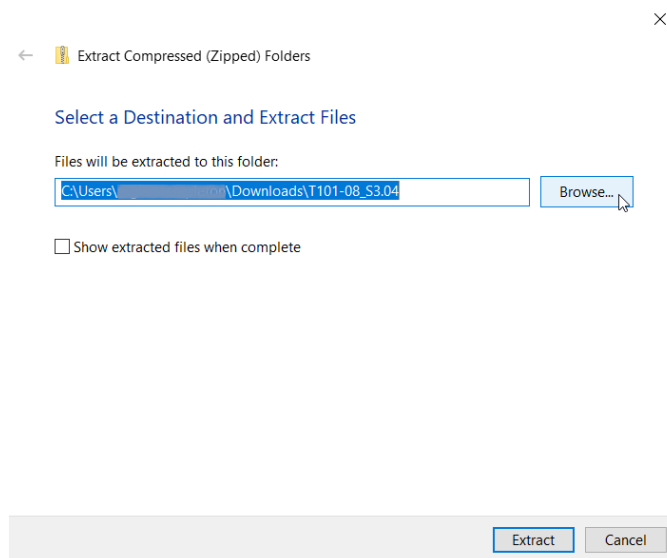 Extract Compressed (Zipped) Folders
Select a Destination and Extract Files
Files will be extracted to this folder:
C:\Users\ \Downloads\T101-08_S3.04
Browse...
Show extracted files when complete
Extract
Cancel